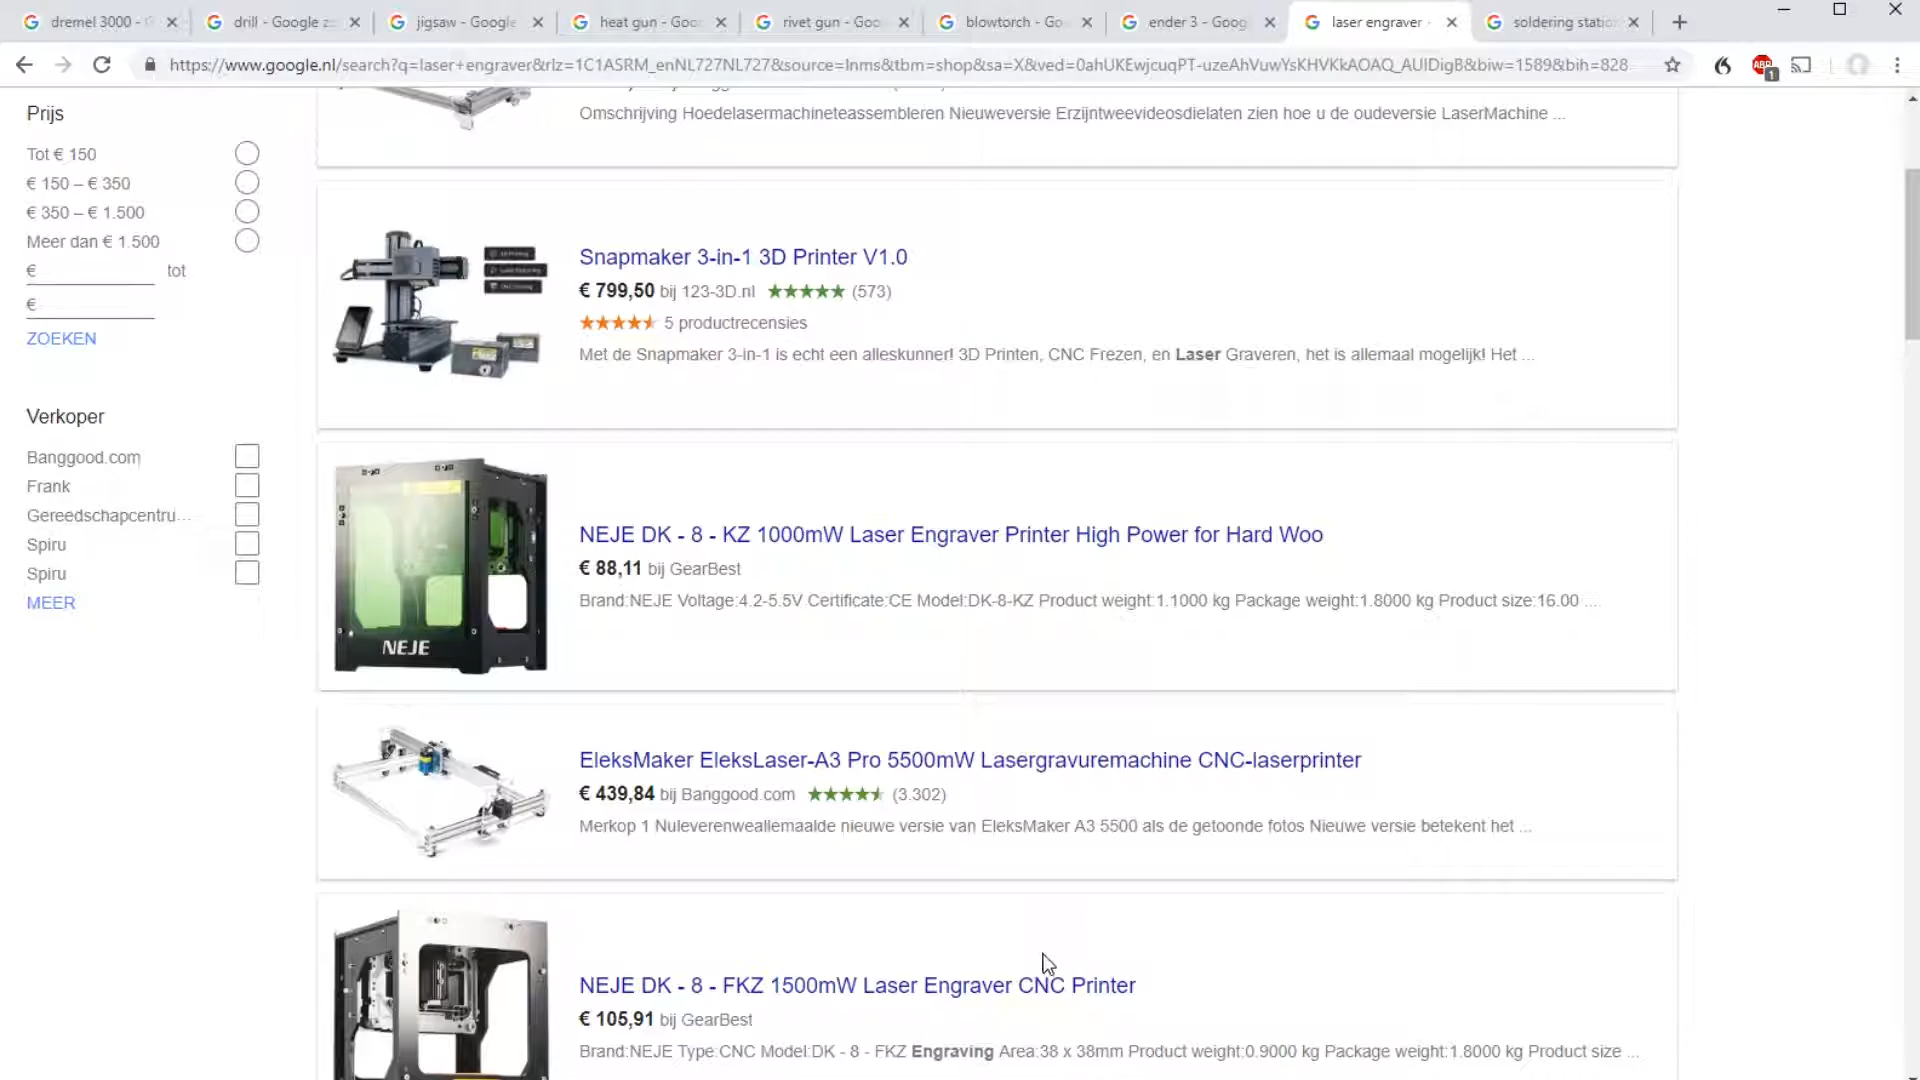 dremel 3000 -
drill - Google
jigsaw - Google
heat gun - Goo
rivet gun - Goo
blowtorch - Go
ender 3 - Goog
laser engraver -
soldering statio
https://www.google.nl/search?q=laser+engraver&rlz=1C1ASRM_enNL727NL727&source=lnms&tbm=shop&sa=X&ved=0ahUKEwjcuqPT-uzeAhVuwYsKHVKkAOAQ_AUIDigB&biw=1589&bih=828
ABP
1
Prijs
Tot € 150
€ 150 – € 350
€ 350 – € 1.500
Meer dan € 1.500
€ tot
€
ZOEKEN
Verkoper
Banggood.com
Frank
Gereedschapcentru...
Spiru
Spiru
MEER
Omschrijving Hoedelasermachineteassembleren Nieuweversie Erzijntweevideosdielaten zien hoe u de oudeversie LaserMachine ...
Snapmaker 3-in-1 3D Printer V1.0
€ 799,50 bij 123-3D.nl ★★★★★ (573)
5 productrecensies
Met de Snapmaker 3-in-1 is echt een alleskunner! 3D Printen, CNC Frezen, en Laser Graveren, het is allemaal mogelijk! Het ...
NEJE
NEJE DK - 8 - KZ 1000mW Laser Engraver Printer High Power for Hard Woo
€ 88,11 bij GearBest
Brand:NEJE Voltage:4.2-5.5V Certificate:CE Model:DK-8-KZ Product weight:1.1000 kg Package weight:1.8000 kg Product size:16.00 ...
EleksMaker EleksLaser-A3 Pro 5500mW Lasergravuremachine CNC-laserprinter
€ 439,84 bij Banggood.com (3.302)
Merkop 1 Nuleverenweallemaalde nieuwe versie van EleksMaker A3 5500 als de getoonde fotos Nieuwe versie betekent het ...
NEJE DK - 8 - FKZ 1500mW Laser Engraver CNC Printer
€ 105,91 bij GearBest
Brand:NEJE Type:CNC Model:DK - 8 - FKZ Engraving Area:38 x 38mm Product weight:0.9000 kg Package weight:1.8000 kg Product size ...